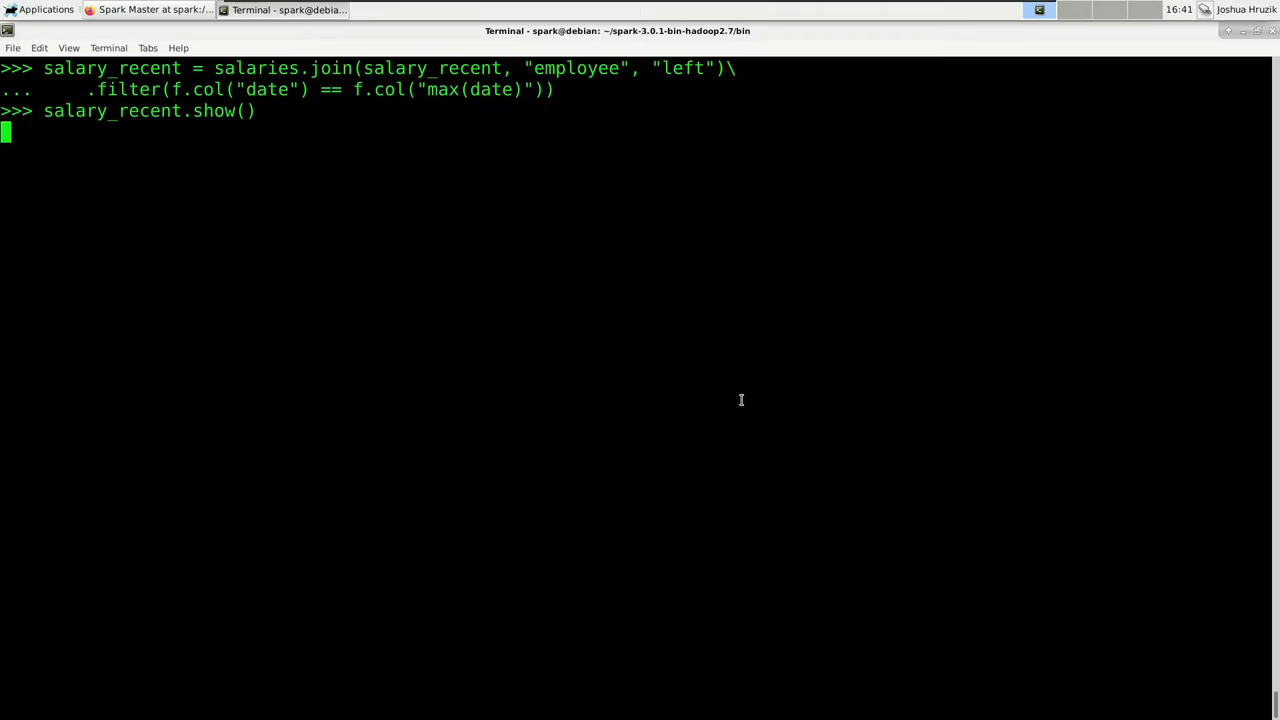 Applications
Spark Master at spark:/...
Terminal - spark@debia...
16:41
Joshua Hruzik
Terminal - spark@debian: ~/spark-3.0.1-bin-hadoop2.7/bin
File Edit View Terminal Tabs Help
>>> salary_recent = salaries.join(salary_recent, "employee", "left")\
...     .filter(f.col("date") == f.col("max(date)"))
>>> salary_recent.show()